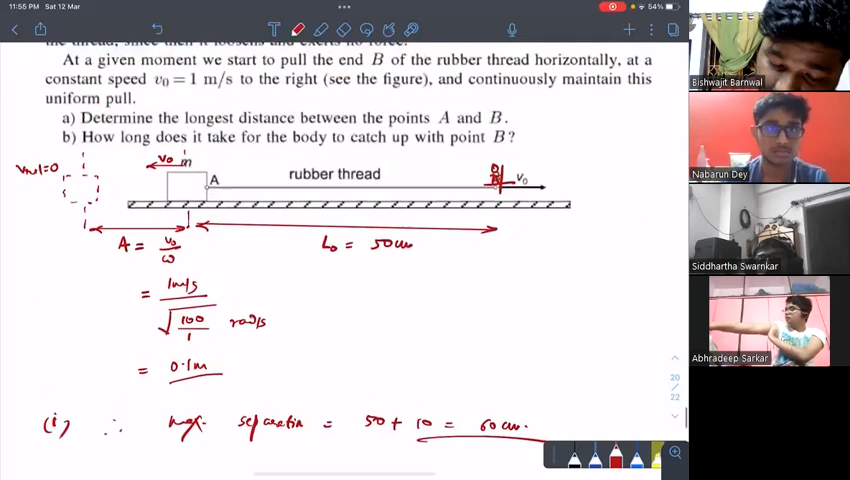 11:55 PM Sat 12 Mar
54%
the thread, since then it loosens and exerts no force.
At a given moment we start to pull the end B of the rubber thread horizontally, at a
constant speed v₀ = 1 m/s to the right (see the figure), and continuously maintain this
uniform pull.
a) Determine the longest distance between the points A and B.
b) How long does it take for the body to catch up with point B?
v₀
m
A
rubber thread
B
v₀
A = v₀/ω
L₀ = 50cm
= 1m/s / √(100/1) rad/s
= 0.1m
(i) ∴ max. separation = 50 + 10 = 60 cm.
20
/
22
Bishwajit Barnwal
Nabarun Dey
Siddhartha Swarnkar
Abhradeep Sarkar